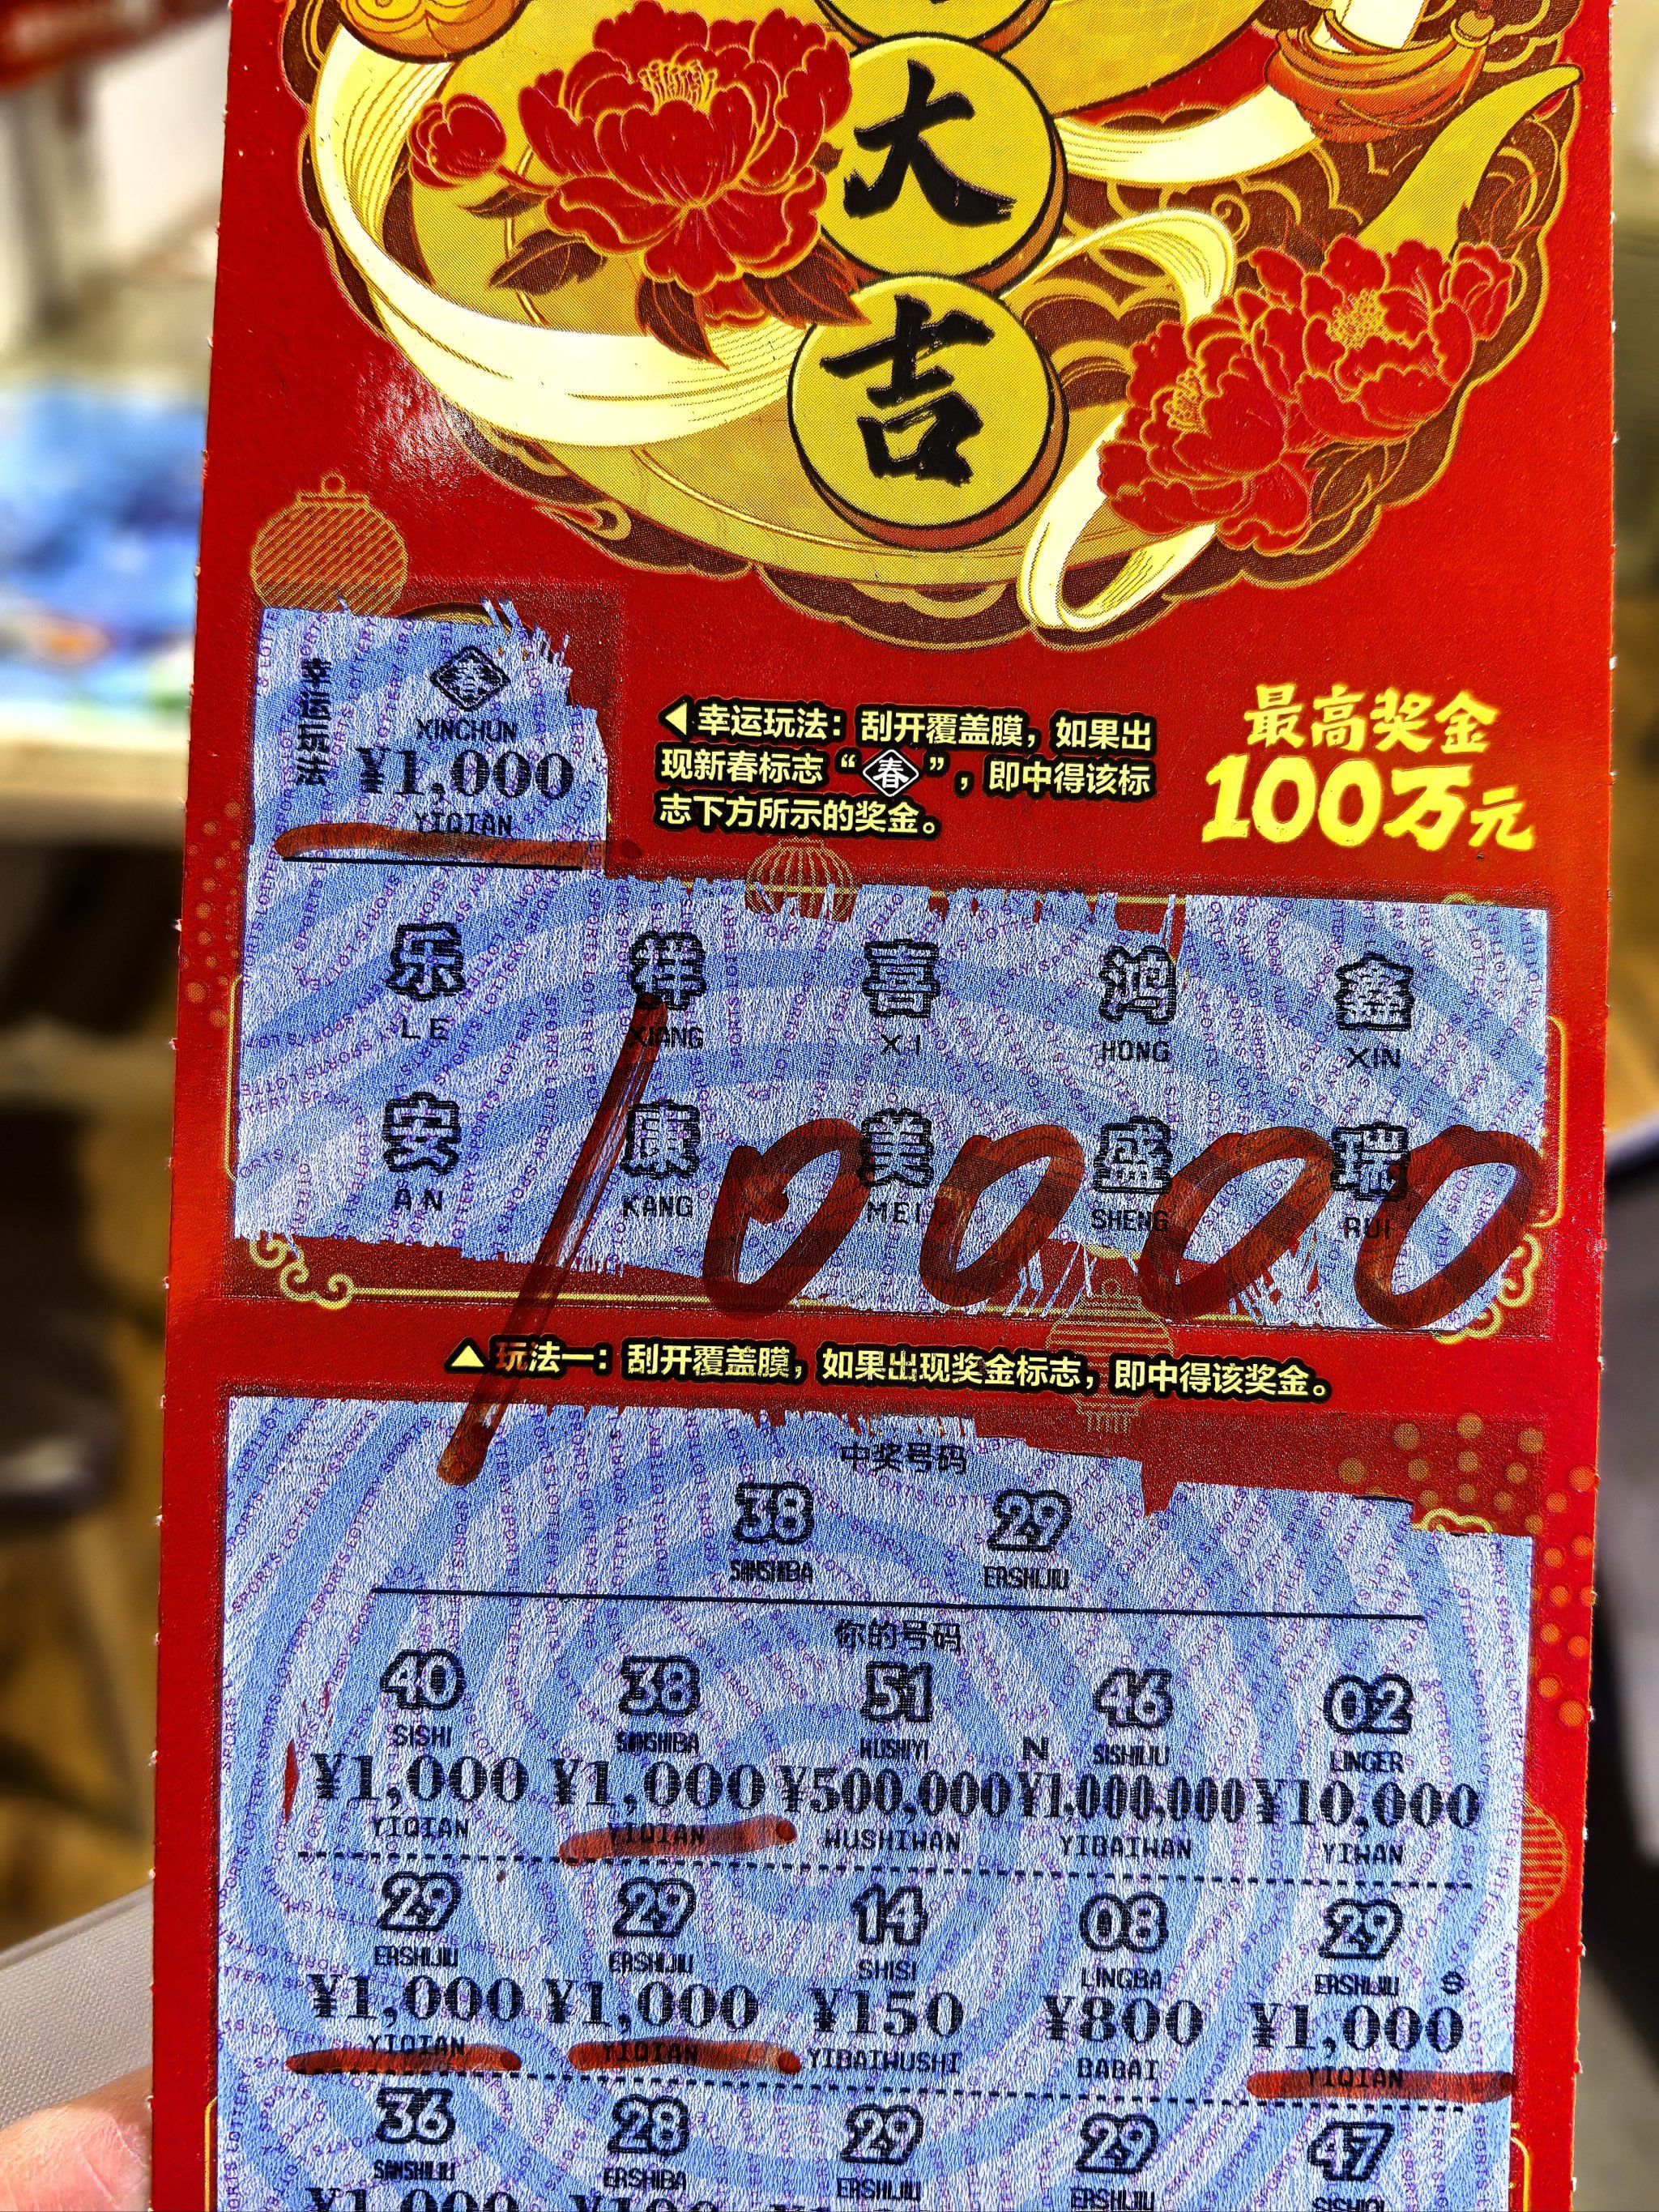 大
吉
幸运玩法
春
XINCHUN
¥1,000
YIQIAN
◀幸运玩法：刮开覆盖膜，如果出
现新春标志“春”，即中得该标
志下方所示的奖金。
最高奖金
100万元
乐 祥 喜 鸿 鑫
LE XIANG XI HONG XIN
安 康 美 盛 瑞
AN KANG MEI SHENG RUI
10000
▲玩法一：刮开覆盖膜，如果出现奖金标志，即中得该奖金。
中奖号码
38 29
SANSHIBA ERSHIJIU
你的号码
40 38 51 46 02
SISHI SANSHIBA WUSHIYI N SISHILIU LINGER
¥1,000 ¥1,000 ¥500,000 ¥1,000,000 ¥10,000
YIQIAN YIQIAN WUSHIWAN YIBAIWAN YIWAN
29 29 14 08 29
ERSHIJIU ERSHIJIU SHISI LINGBA ERSHIJIU S
¥1,000 ¥1,000 ¥150 ¥800 ¥1,000
YIQIAN YIQIAN YIBAIWUSHI BABAI YIQIAN
36 28 29 29 47
SANSHILIU ERSHIBA ERSHIJIU ERSHIJIU SISHIQI
¥1,000